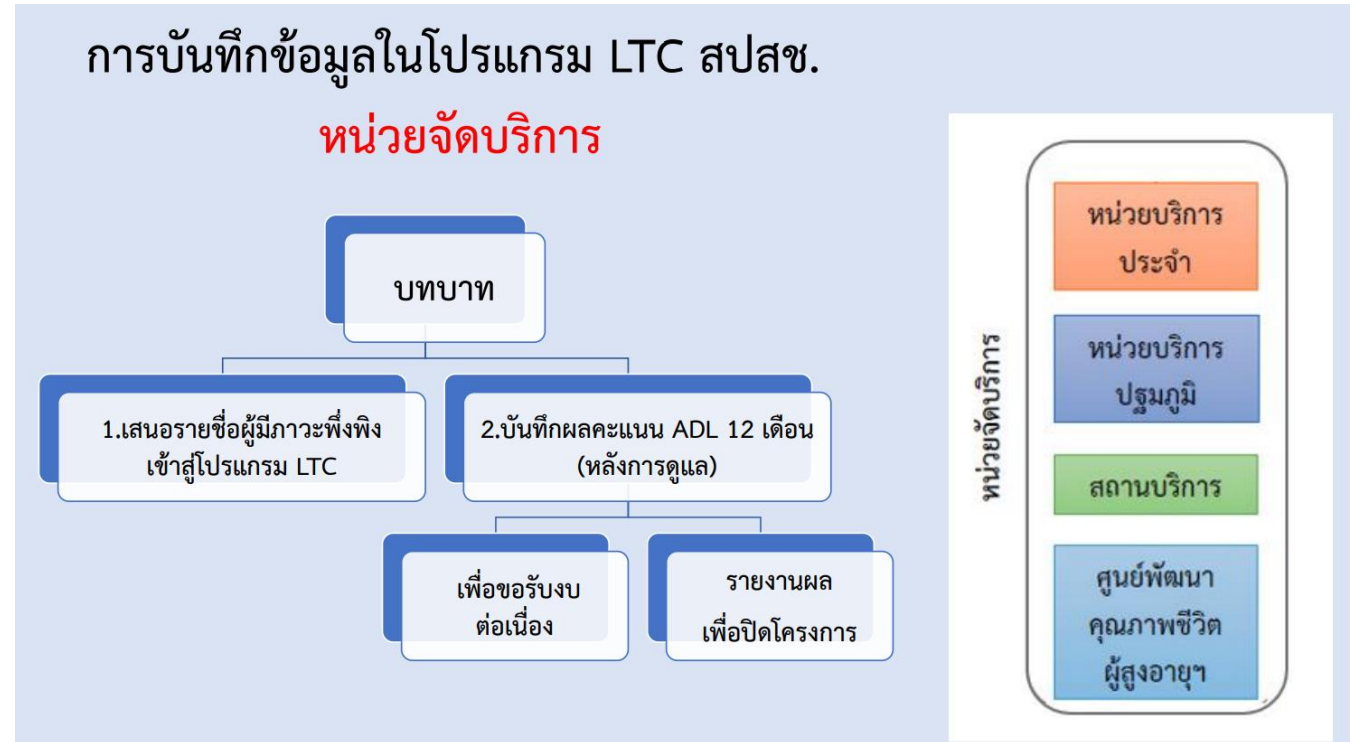 การบันทึกข้อมูลในโปรแกรม LTC สปสช.
หน่วยจัดบริการ
บทบาท
1.เสนอรายชื่อผู้มีภาวะพึ่งพิง
เข้าสู่โปรแกรม LTC
2.บันทึกผลคะแนน ADL 12 เดือน
(หลังการดูแล)
เพื่อขอรับงบ
ต่อเนื่อง
รายงานผล
เพื่อปิดโครงการ
หน่วยจัดบริการ
หน่วยบริการ
ประจำ
หน่วยบริการ
ปฐมภูมิ
สถานบริการ
ศูนย์พัฒนา
คุณภาพชีวิต
ผู้สูงอายุฯ